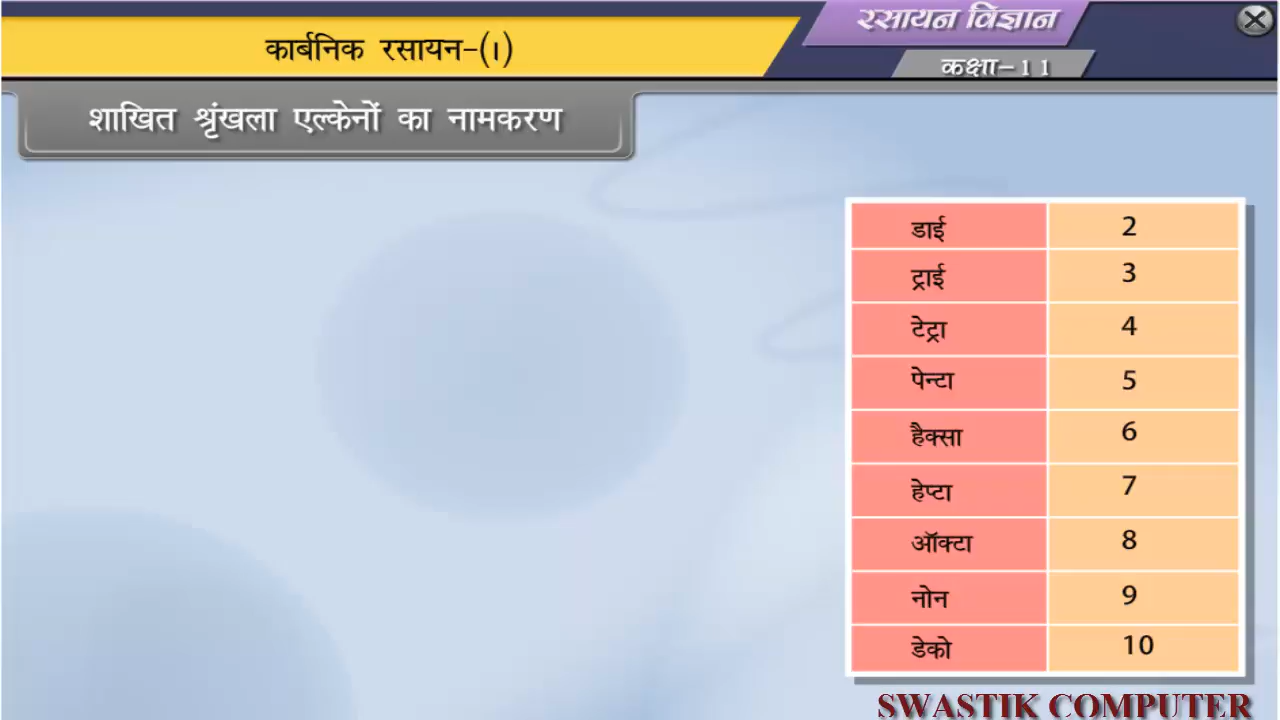 रसायन विज्ञान
कार्बनिक रसायन-(I)
कक्षा-11
शाखित श्रृंखला एल्केनों का नामकरण
डाई 2
ट्राई 3
टेट्रा 4
पेन्टा 5
हैक्सा 6
हेप्टा 7
ऑक्टा 8
नोन 9
डेको 10
SWASTIK COMPUTER